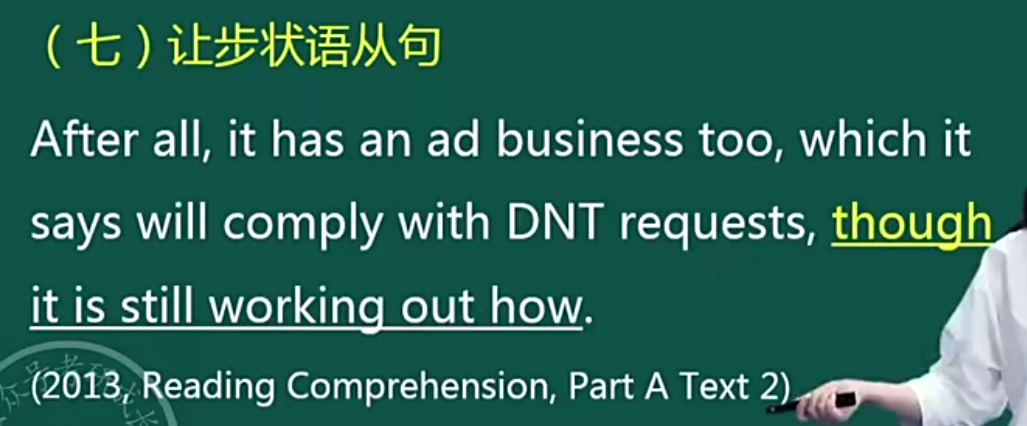 （七）让步状语从句
After all, it has an ad business too, which it
says will comply with DNT requests, though
it is still working out how.
(2013, Reading Comprehension, Part A Text 2)